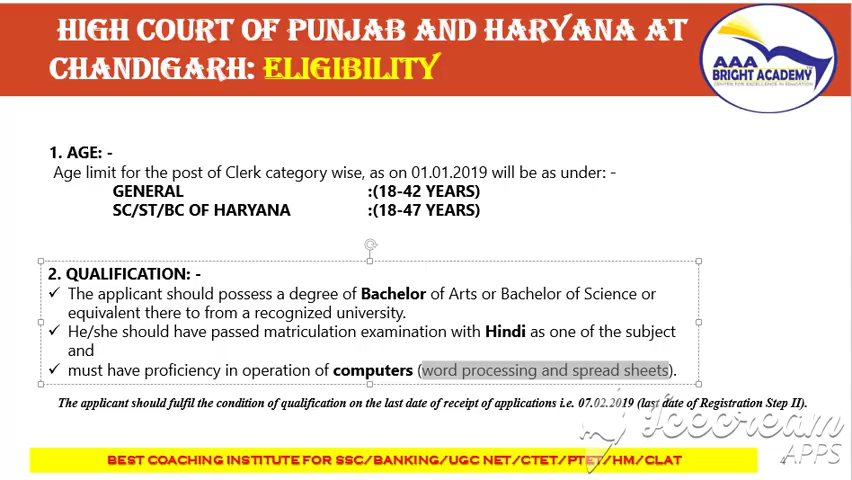 HIGH COURT OF PUNJAB AND HARYANA AT
CHANDIGARH: ELIGIBILITY
AAA
BRIGHT ACADEMY
CENTER FOR EXCELLENCE IN EDUCATION
1. AGE: -
Age limit for the post of Clerk category wise, as on 01.01.2019 will be as under: -
GENERAL :(18-42 YEARS)
SC/ST/BC OF HARYANA :(18-47 YEARS)
2. QUALIFICATION: -
✓ The applicant should possess a degree of Bachelor of Arts or Bachelor of Science or
equivalent there to from a recognized university.
✓ He/she should have passed matriculation examination with Hindi as one of the subject
and
✓ must have proficiency in operation of computers (word processing and spread sheets).
The applicant should fulfil the condition of qualification on the last date of receipt of applications i.e. 07.02.2019 (last date of Registration Step II).
Icecream
APPS
BEST COACHING INSTITUTE FOR SSC/BANKING/UGC NET/CTET/PTET/HM/CLAT
4